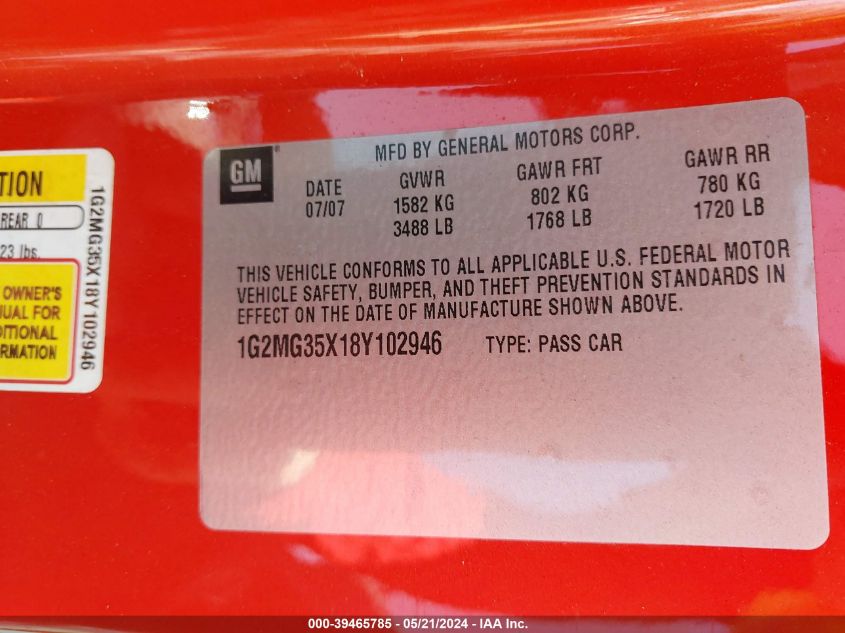 TION
REAR 0
23 lbs.
OWNER'S
UAL FOR
DITIONAL
RMATION
1G2MG35X18Y102946
GM
MFD BY GENERAL MOTORS CORP.
DATE GVWR GAWR FRT GAWR RR
07/07 1582 KG 802 KG 780 KG
3488 LB 1768 LB 1720 LB
THIS VEHICLE CONFORMS TO ALL APPLICABLE U.S. FEDERAL MOTOR
VEHICLE SAFETY, BUMPER, AND THEFT PREVENTION STANDARDS IN
EFFECT ON THE DATE OF MANUFACTURE SHOWN ABOVE.
1G2MG35X18Y102946 TYPE: PASS CAR
000-39465785 - 05/21/2024 - IAA Inc.